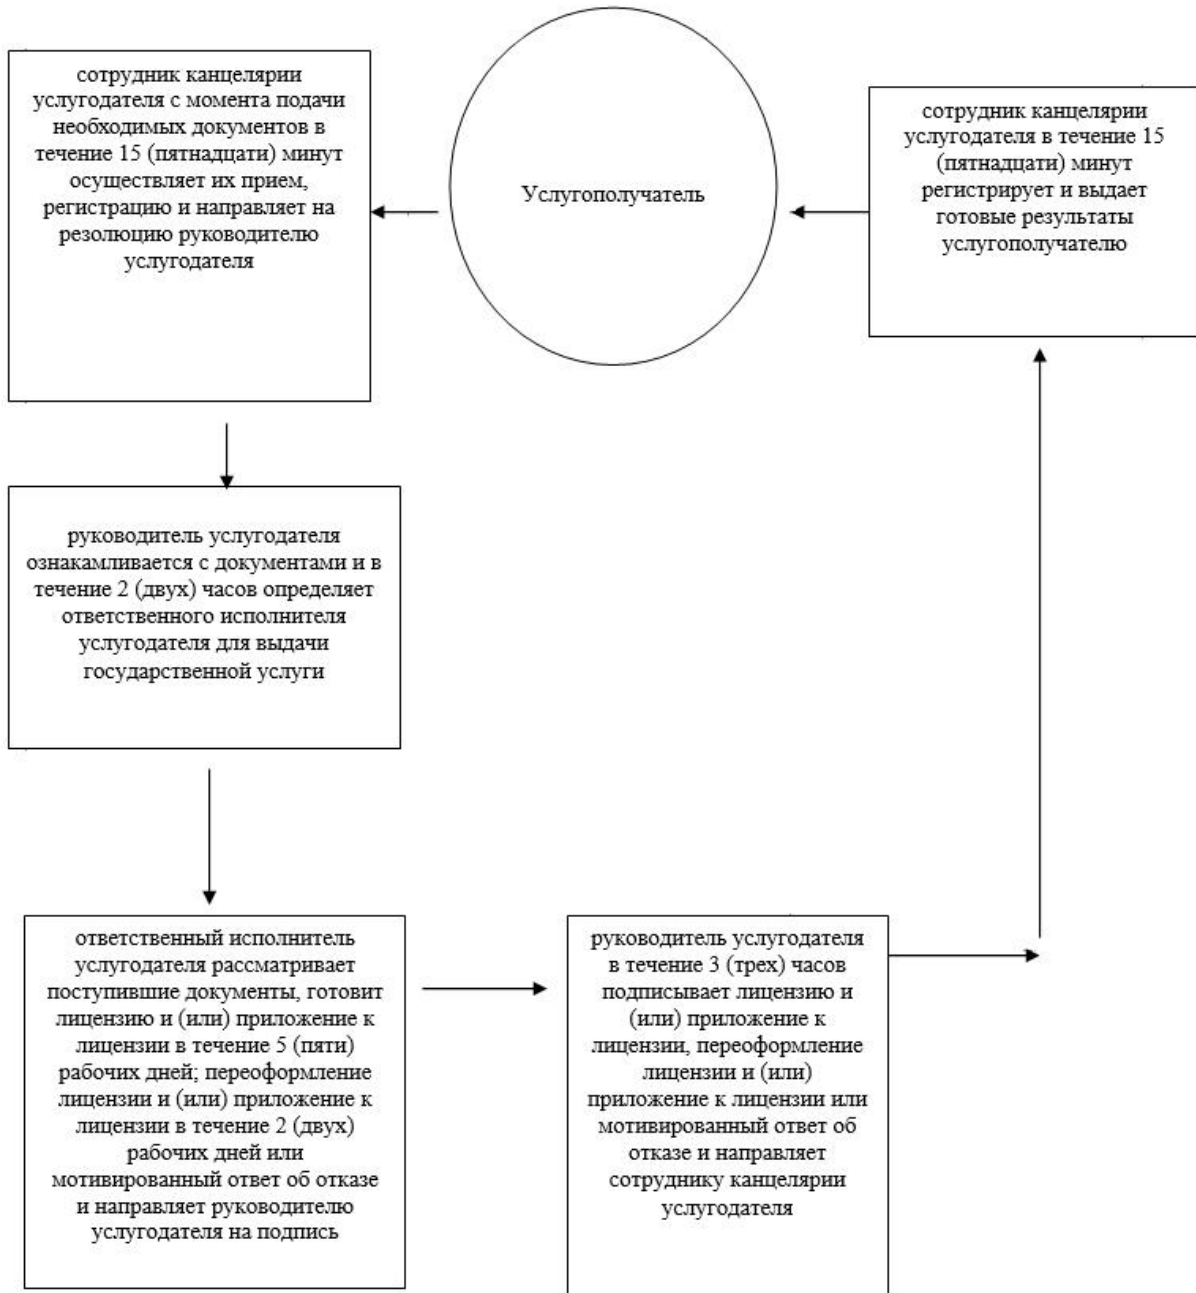 сотрудник канцелярии
услугодателя с момента подачи
необходимых документов в
течение 15 (пятнадцати) минут
осуществляет их прием,
регистрацию и направляет на
резолюцию руководителю
услугодателя
Услугополучатель
сотрудник канцелярии
услугодателя в течение 15
(пятнадцати) минут
регистрирует и выдает
готовые результаты
услугополучателю
руководитель услугодателя
ознакамливается с документами и в
течение 2 (двух) часов определяет
ответственного исполнителя
услугодателя для выдачи
государственной услуги
ответственный исполнитель
услугодателя рассматривает
поступившие документы, готовит
лицензию и (или) приложение к
лицензии в течение 5 (пяти)
рабочих дней; переоформление
лицензии и (или) приложение к
лицензии в течение 2 (двух)
рабочих дней или
мотивированный ответ об отказе
и направляет руководителю
услугодателя на подпись
руководитель услугодателя
в течение 3 (трех) часов
подписывает лицензию и
(или) приложение к
лицензии, переоформление
лицензии и (или)
приложение к лицензии или
мотивированный ответ об
отказе и направляет
сотруднику канцелярии
услугодателя